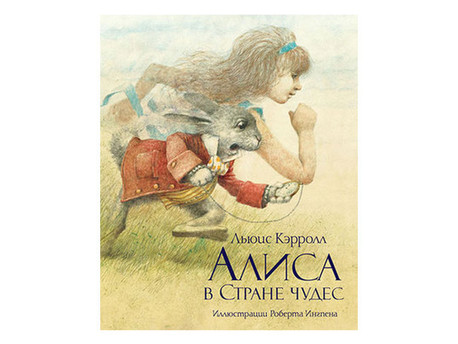 Льюис Кэрролл
Алиса
в Стране чудес
Иллюстрации Роберта Ингпена